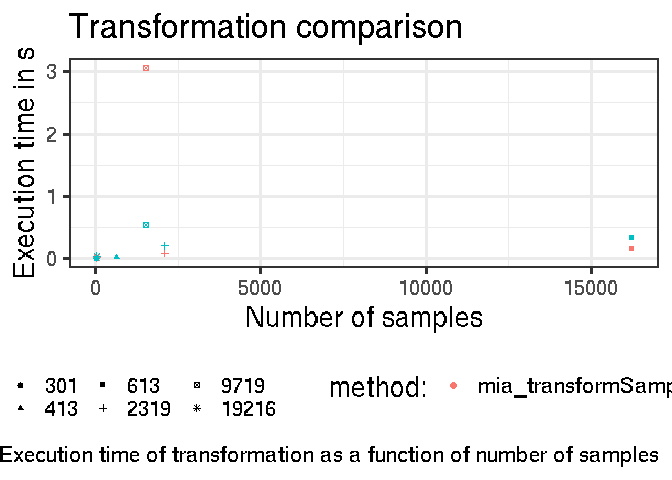 Transformation comparison
Execution time in s
3
2
1
0
0 5000 10000 15000
Number of samples
301 613 9719 method: mia_transformSamp
413 2319 19216
Execution time of transformation as a function of number of samples